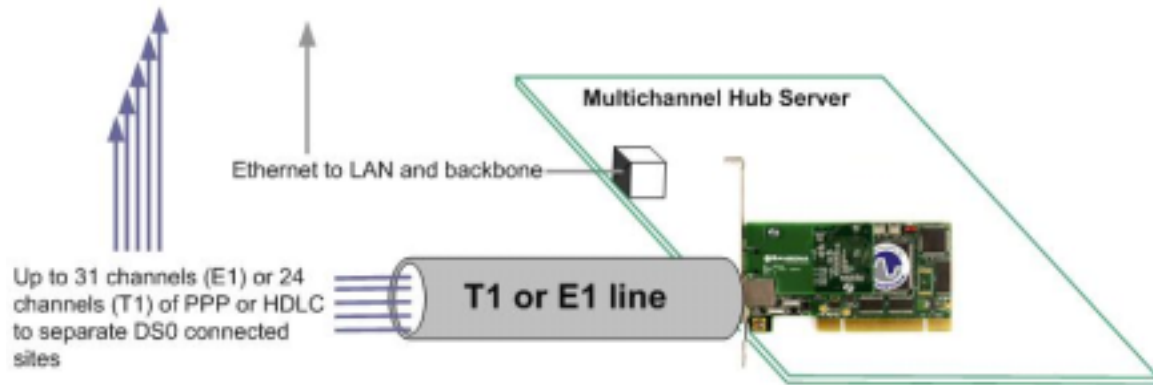 Multichannel Hub Server
Ethernet to LAN and backbone
Up to 31 channels (E1) or 24
channels (T1) of PPP or HDLC
to separate DS0 connected
sites
T1 or E1 line